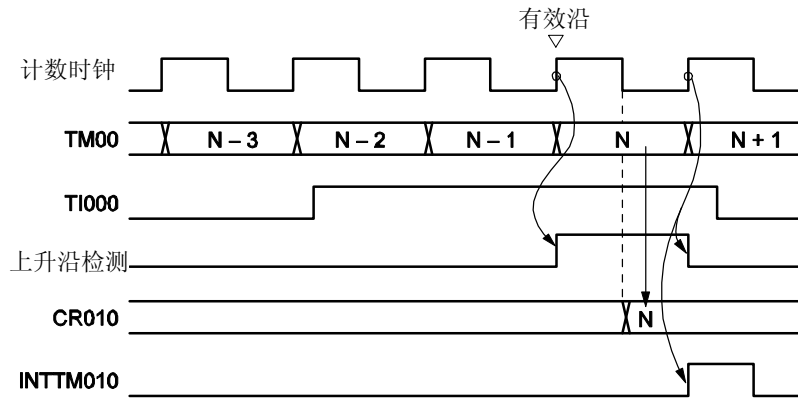 有效沿
计数时钟
TM00 N – 3 N – 2 N – 1 N N + 1
TI000
上升沿检测
CR010 N
INTTM010